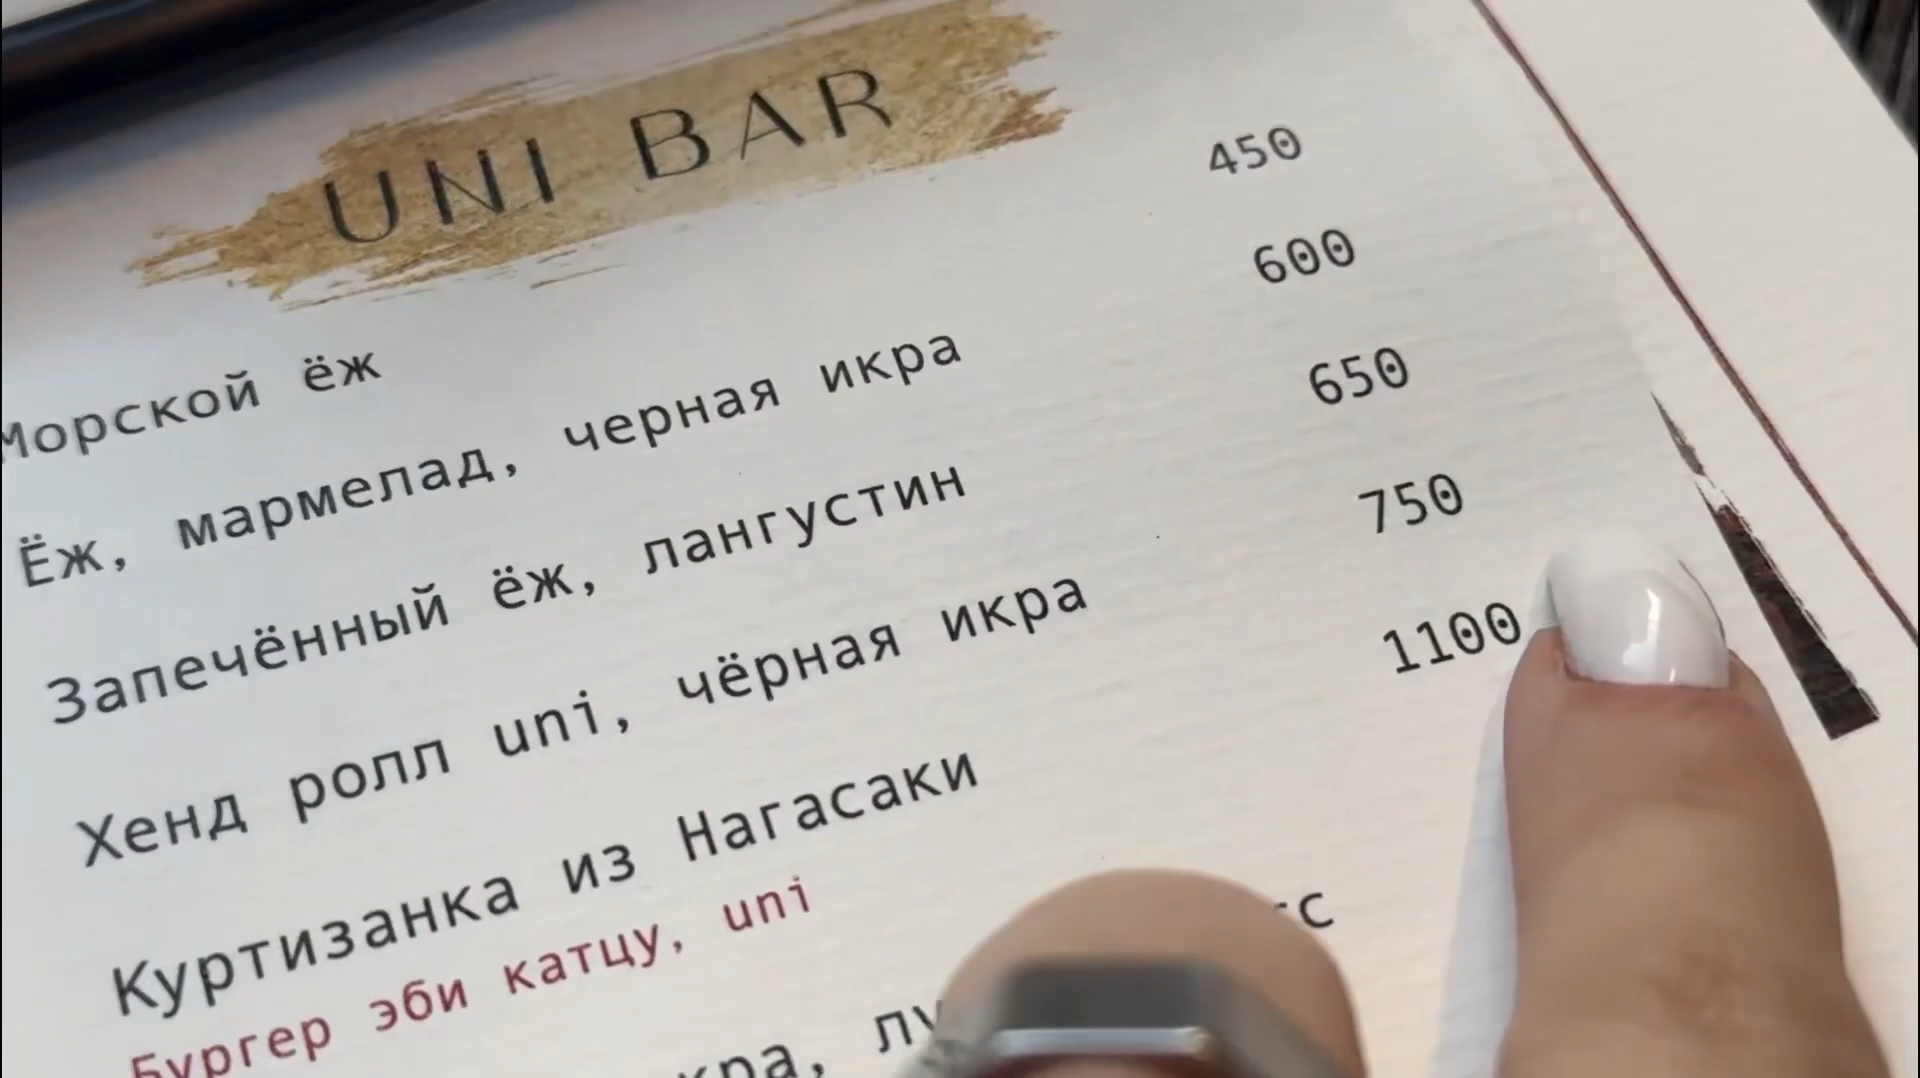 UNI BAR
Морской ёж 450
Ёж, мармелад, черная икра 600
Запечённый ёж, лангустин 650
Хенд ролл uni, чёрная икра 750
Куртизанка из Нагасаки 1100
Бургер эби катцу, uni